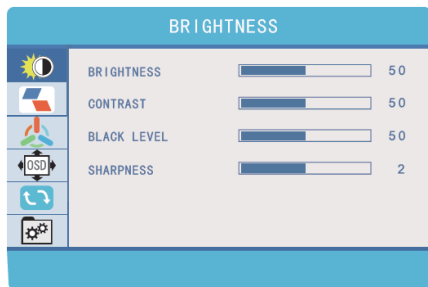 BRIGHTNESS
BRIGHTNESS 50
CONTRAST 50
BLACK LEVEL 50
SHARPNESS 2
OSD